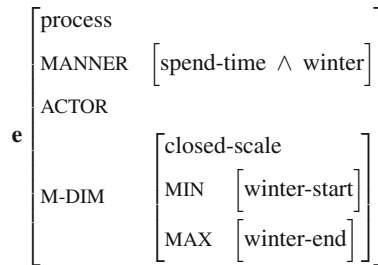 process
MANNER [spend-time ∧ winter]
ACTOR
e
closed-scale
M-DIM MIN [winter-start]
MAX [winter-end]